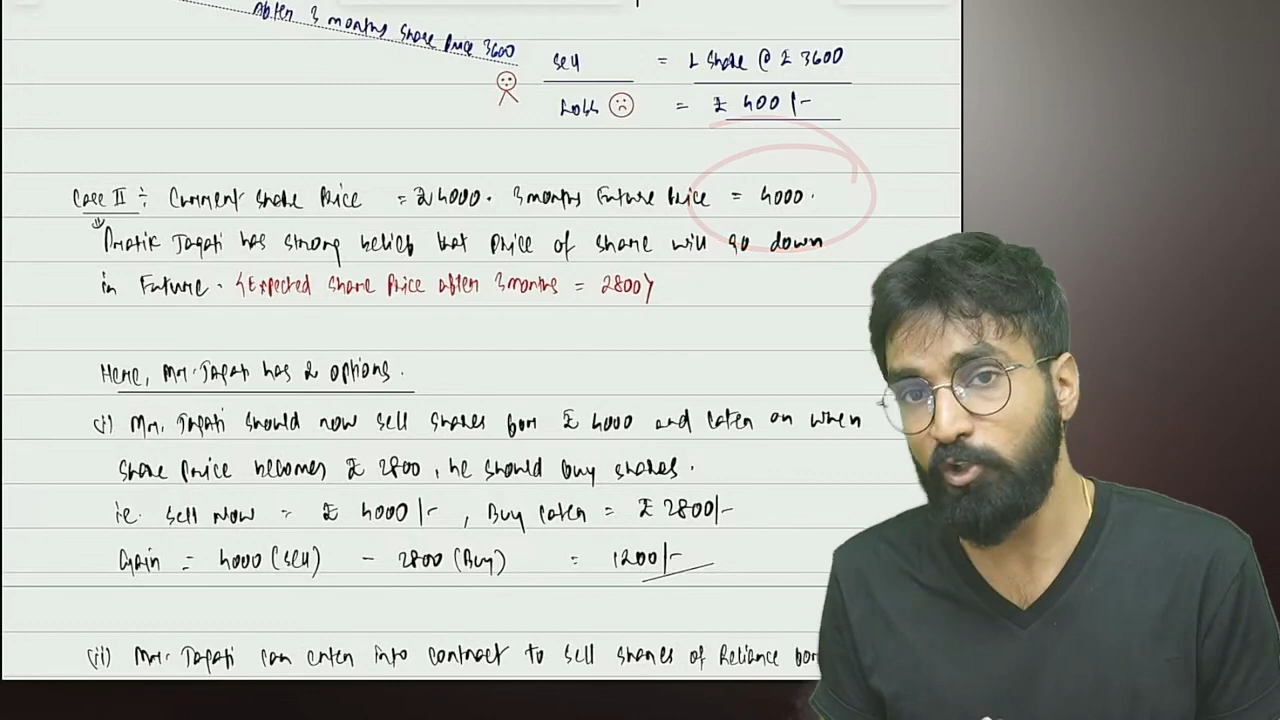 After 3 months share price 3600
Sell = 1 share @ ₹ 3600
Loss = ₹ 400/-
Case II :- Current share price = ₹ 4000. 3 months Future Price = 4000.
Pratik Jagati has strong belief that price of share will go down
in Future. {Expected share price after 3 months = 2800}
Here, Mr. Jagati has 2 options.
(i) Mr. Jagati should now sell shares for ₹ 4000 and later on when
share price becomes ₹ 2800, he should buy shares.
i.e. Sell Now = ₹ 4000/-, Buy Later = ₹ 2800/-
Gain = 4000 (Sell) - 2800 (Buy) = 1200/-
(ii) Mr. Jagati can enter into contract to sell shares of Reliance for